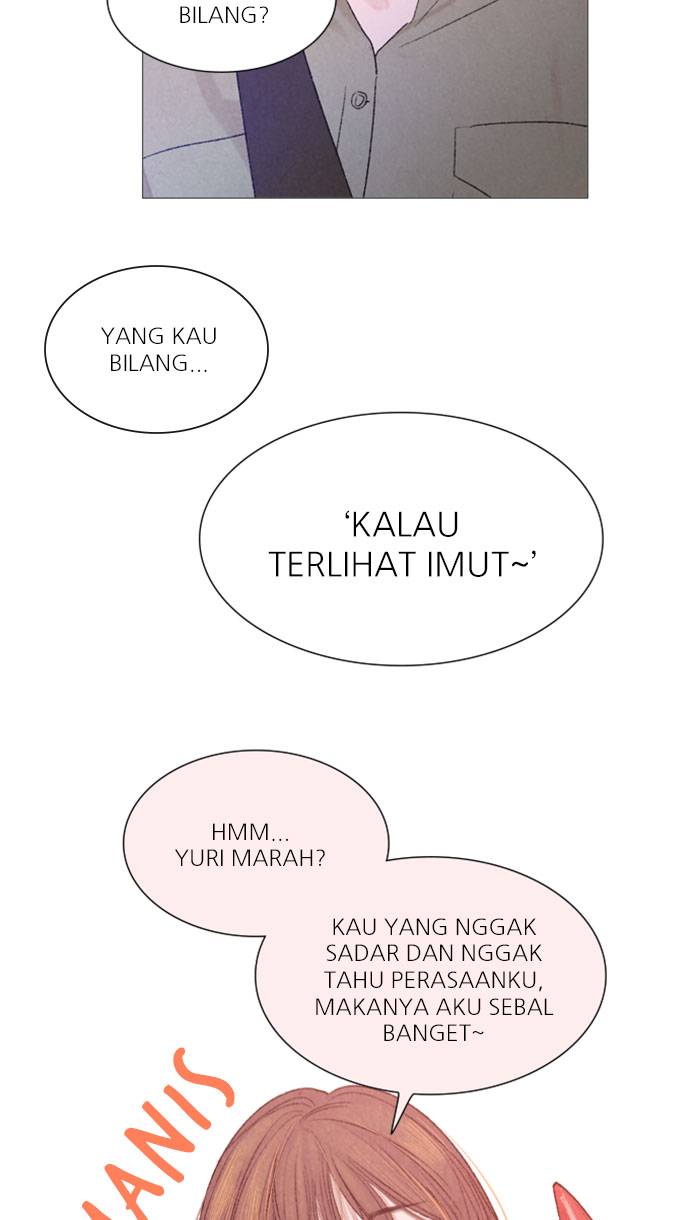 BILANG?
YANG KAU
BILANG...
‘KALAU
TERLIHAT IMUT~’
HMM...
YURI MARAH?
KAU YANG NGGAK
SADAR DAN NGGAK
TAHU PERASAANKU,
MAKANYA AKU SEBAL
BANGET~
MANIS